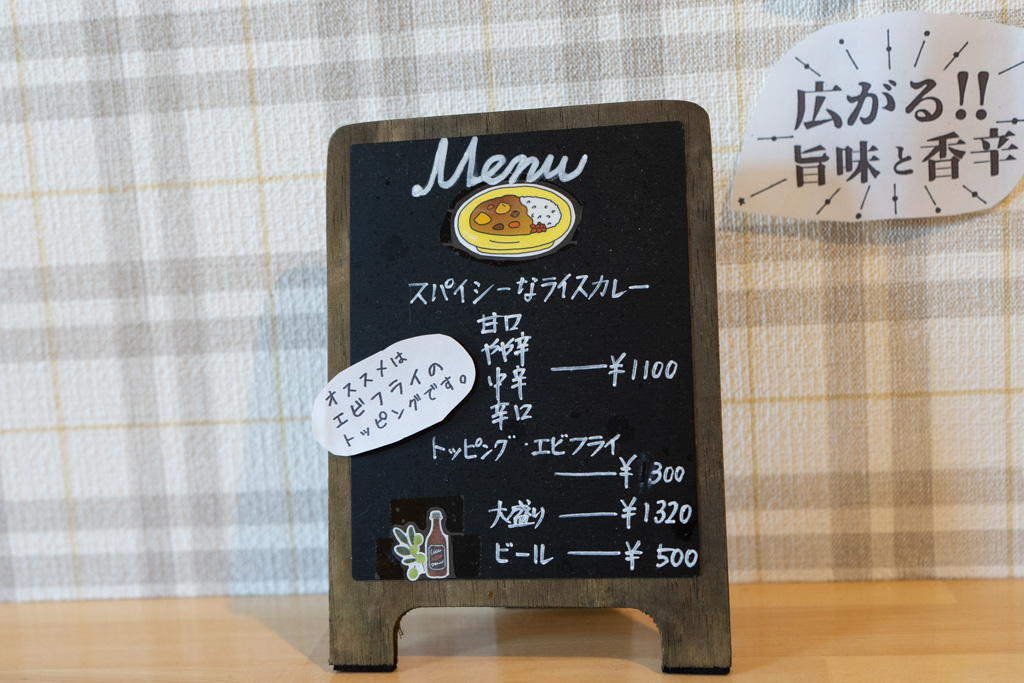 Menu
スパイシーなライスカレー
甘口
やや辛
中辛
辛口
¥1100
トッピング・エビフライ
¥300
大盛り ¥1320
ビール ¥500
オススメは
エビフライの
トッピングです。
広がる!!
旨味と香辛